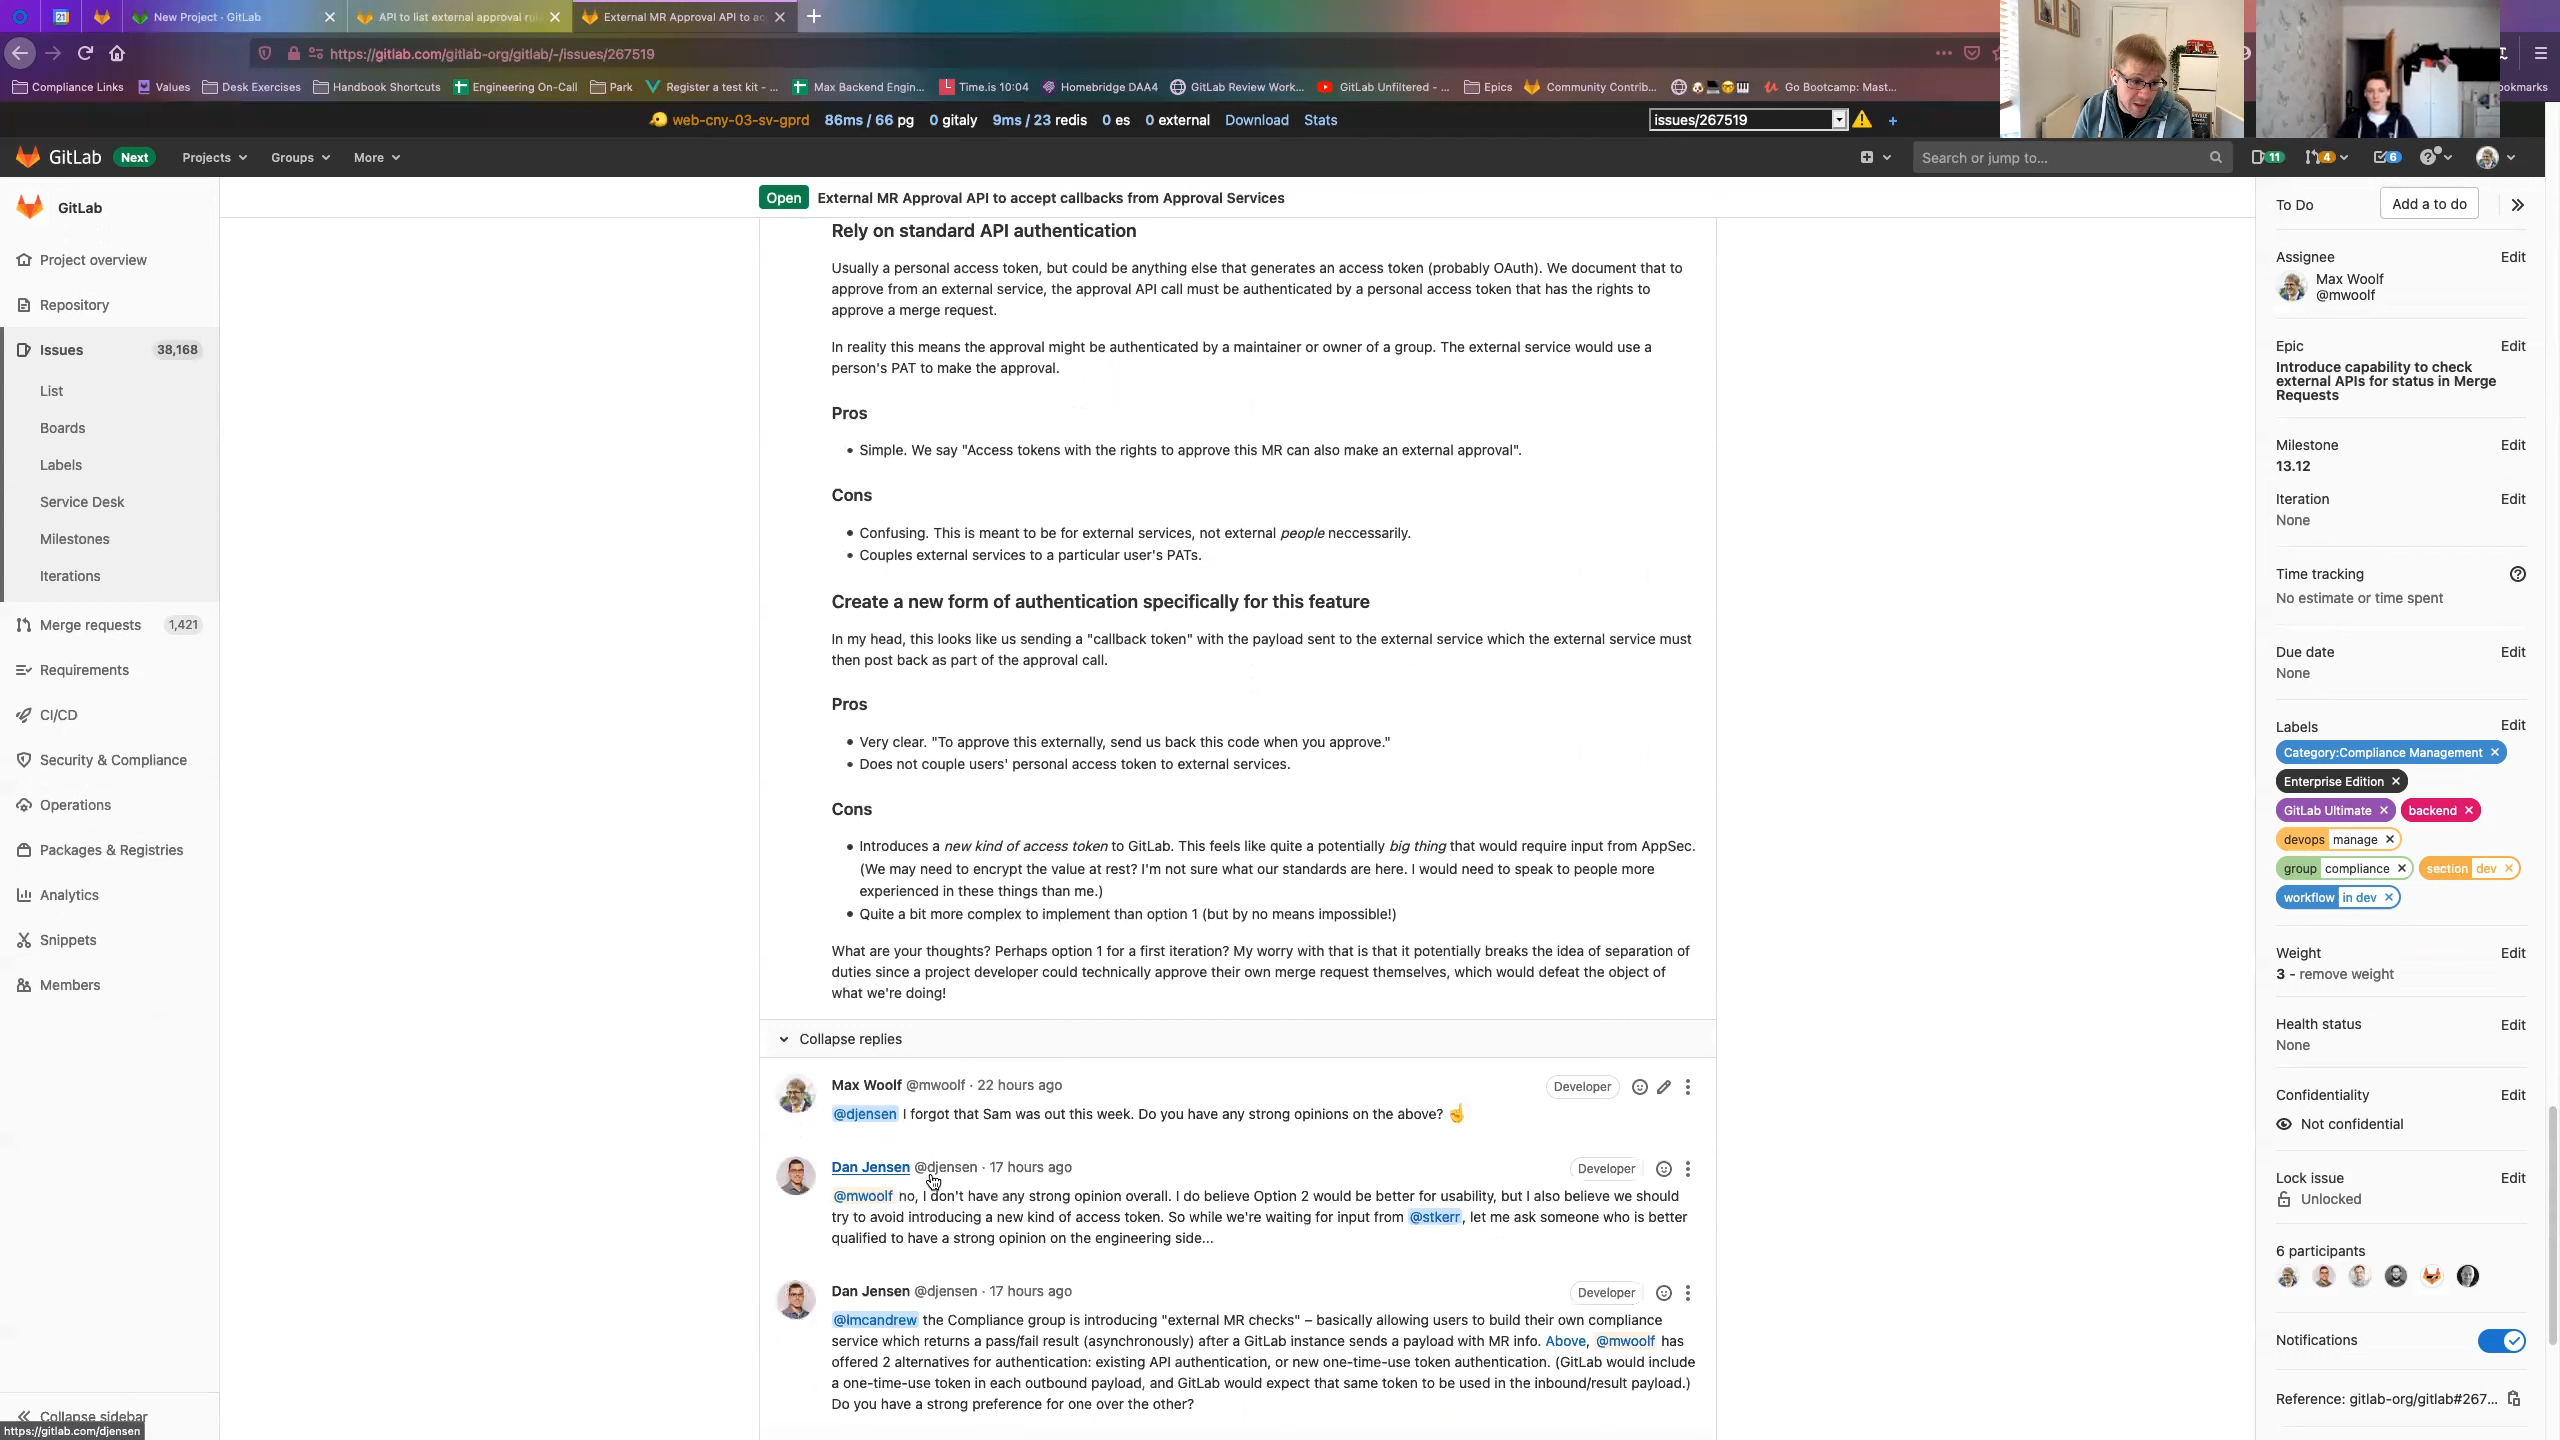 21
New Project · GitLab
API to list external approval rul
External MR Approval API to ac
https://gitlab.com/gitlab-org/gitlab/-/issues/267519
Compliance Links
Values
Desk Exercises
Handbook Shortcuts
Engineering On-Call
Park
Register a test kit - ...
Max Backend Engin...
Time.is 10:04
Homebridge DAA4
GitLab Review Work...
GitLab Unfiltered - ...
Epics
Community Contrib...
Go Bootcamp: Mast...
ookmarks
web-cny-03-sv-gprd 86ms / 66 pg 0 gitaly 9ms / 23 redis 0 es 0 external Download Stats
issues/267519
+
GitLab Next Projects Groups More
Search or jump to...
11
4
6
GitLab
Project overview
Repository
Issues 38,168
List
Boards
Labels
Service Desk
Milestones
Iterations
Merge requests 1,421
Requirements
CI/CD
Security & Compliance
Operations
Packages & Registries
Analytics
Snippets
Members
Collapse sidebar
https://gitlab.com/djensen
Open External MR Approval API to accept callbacks from Approval Services
Rely on standard API authentication
Usually a personal access token, but could be anything else that generates an access token (probably OAuth). We document that to
approve from an external service, the approval API call must be authenticated by a personal access token that has the rights to
approve a merge request.
In reality this means the approval might be authenticated by a maintainer or owner of a group. The external service would use a
person's PAT to make the approval.
Pros
• Simple. We say "Access tokens with the rights to approve this MR can also make an external approval".
Cons
• Confusing. This is meant to be for external services, not external people neccessarily.
• Couples external services to a particular user's PATs.
Create a new form of authentication specifically for this feature
In my head, this looks like us sending a "callback token" with the payload sent to the external service which the external service must
then post back as part of the approval call.
Pros
• Very clear. "To approve this externally, send us back this code when you approve."
• Does not couple users' personal access token to external services.
Cons
• Introduces a new kind of access token to GitLab. This feels like quite a potentially big thing that would require input from AppSec.
(We may need to encrypt the value at rest? I'm not sure what our standards are here. I would need to speak to people more
experienced in these things than me.)
• Quite a bit more complex to implement than option 1 (but by no means impossible!)
What are your thoughts? Perhaps option 1 for a first iteration? My worry with that is that it potentially breaks the idea of separation of
duties since a project developer could technically approve their own merge request themselves, which would defeat the object of
what we're doing!
Collapse replies
Max Woolf @mwoolf · 22 hours ago
Developer
@djensen I forgot that Sam was out this week. Do you have any strong opinions on the above? ☝
Dan Jensen @djensen · 17 hours ago
Developer
@mwoolf no, I don't have any strong opinion overall. I do believe Option 2 would be better for usability, but I also believe we should
try to avoid introducing a new kind of access token. So while we're waiting for input from @stkerr, let me ask someone who is better
qualified to have a strong opinion on the engineering side...
Dan Jensen @djensen · 17 hours ago
Developer
@lmcandrew the Compliance group is introducing "external MR checks" – basically allowing users to build their own compliance
service which returns a pass/fail result (asynchronously) after a GitLab instance sends a payload with MR info. Above, @mwoolf has
offered 2 alternatives for authentication: existing API authentication, or new one-time-use token authentication. (GitLab would include
a one-time-use token in each outbound payload, and GitLab would expect that same token to be used in the inbound/result payload.)
Do you have a strong preference for one over the other?
To Do Add a to do
Assignee Edit
Max Woolf
@mwoolf
Epic Edit
Introduce capability to check
external APIs for status in Merge
Requests
Milestone Edit
13.12
Iteration Edit
None
Time tracking
No estimate or time spent
Due date Edit
None
Labels Edit
Category:Compliance Management
Enterprise Edition
GitLab Ultimate backend
devops manage
group compliance section dev
workflow in dev
Weight Edit
3 - remove weight
Health status Edit
None
Confidentiality Edit
Not confidential
Lock issue Edit
Unlocked
6 participants
Notifications
Reference: gitlab-org/gitlab#267...